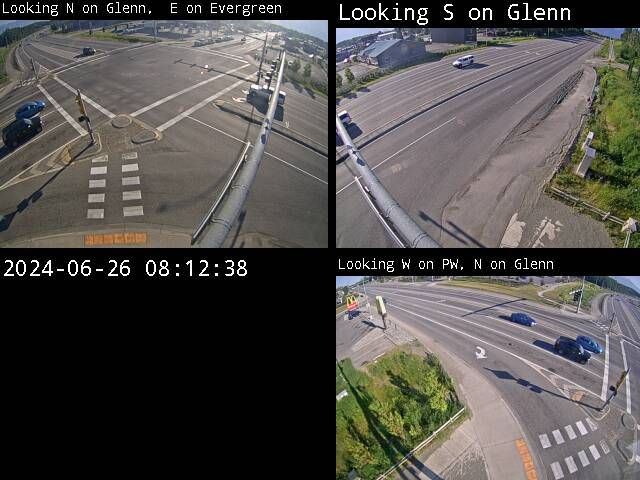 Looking N on Glenn,  E on Evergreen
Looking S on Glenn
2024-06-26 08:12:38
Looking W on PW, N on Glenn